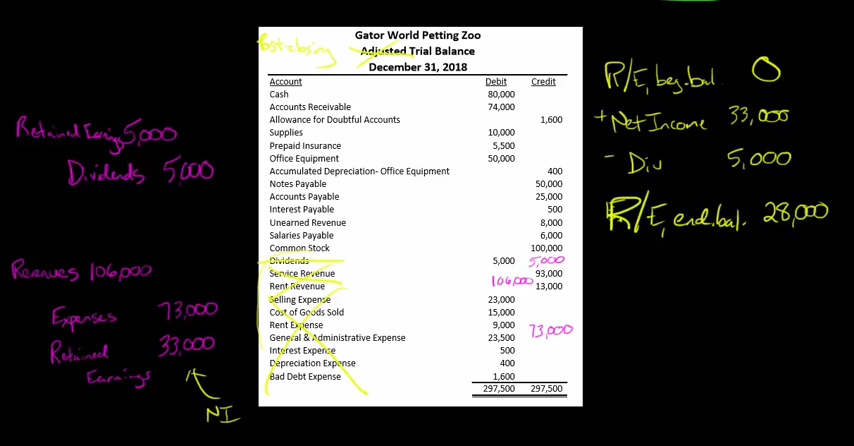 Retained Earnings 5,000
Dividends 5,000
Revenues 106,000
Expenses 73,000
Retained 33,000
Earnings
NI
Gator World Petting Zoo
Post-closing
Adjusted Trial Balance
December 31, 2018
Account Debit Credit
Cash 80,000
Accounts Receivable 74,000
Allowance for Doubtful Accounts 1,600
Supplies 10,000
Prepaid Insurance 5,500
Office Equipment 50,000
Accumulated Depreciation- Office Equipment 400
Notes Payable 50,000
Accounts Payable 25,000
Interest Payable 500
Unearned Revenue 8,000
Salaries Payable 6,000
Common Stock 100,000
Dividends 5,000 5,000
Service Revenue 93,000
Rent Revenue 106,000 13,000
Selling Expense 23,000
Cost of Goods Sold 15,000
Rent Expense 9,000 73,000
General & Administrative Expense 23,500
Interest Expense 500
Depreciation Expense 400
Bad Debt Expense 1,600
297,500 297,500
R/E, beg. bal. 0
+ Net Income 33,000
- Div 5,000
R/E, end. bal. 28,000